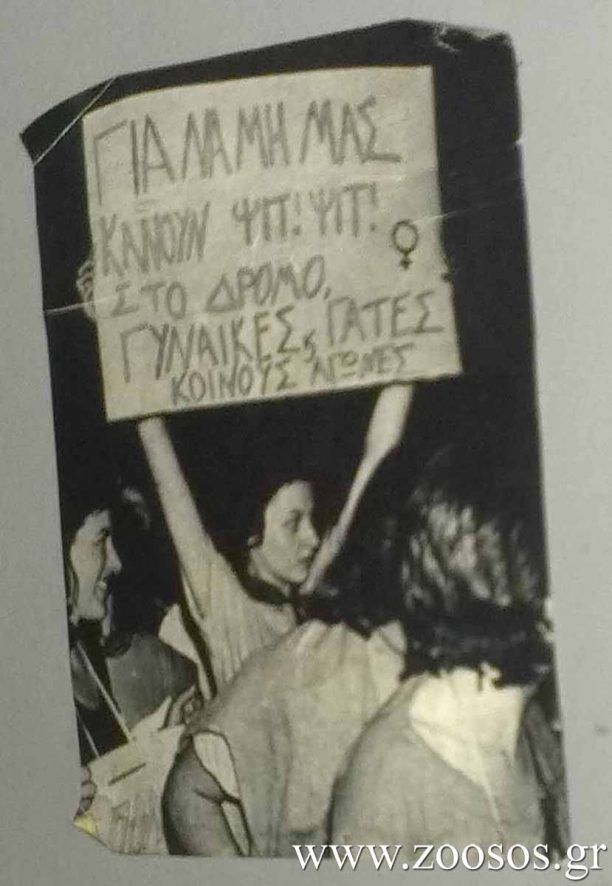 ΓΙΑ ΝΑ ΜΗ ΜΑΣ
ΚΑΝΟΥΝ ΨΙΤ! ΨΙΤ!
ΣΤΟ ΔΡΟΜΟ,
ΓΥΝΑΙΚΕΣ, ΓΑΤΕΣ
ΚΟΙΝΟΥΣ ΑΓΩΝΕΣ
www.zoosos.gr